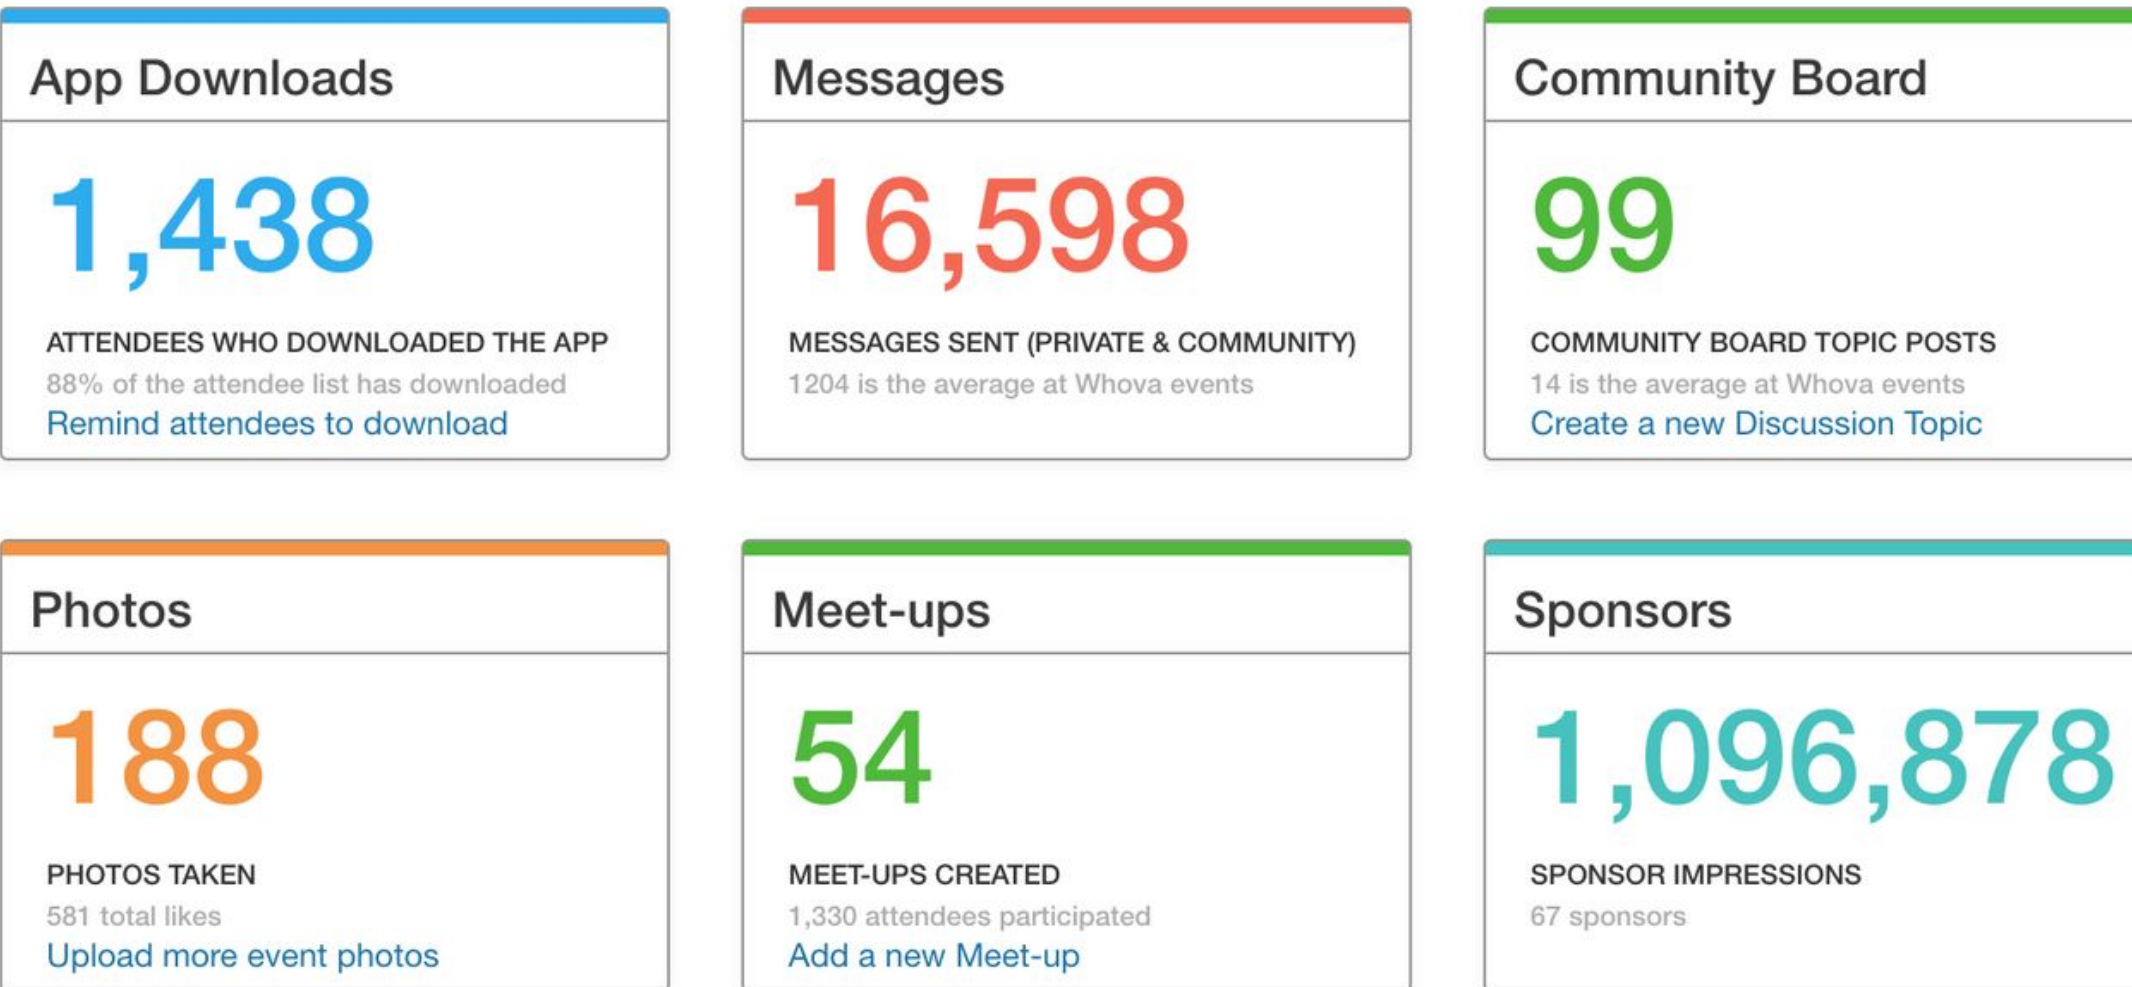 App Downloads
1,438
ATTENDEES WHO DOWNLOADED THE APP
88% of the attendee list has downloaded
Remind attendees to download
Messages
16,598
MESSAGES SENT (PRIVATE & COMMUNITY)
1204 is the average at Whova events
Community Board
99
COMMUNITY BOARD TOPIC POSTS
14 is the average at Whova events
Create a new Discussion Topic
Photos
188
PHOTOS TAKEN
581 total likes
Upload more event photos
Meet-ups
54
MEET-UPS CREATED
1,330 attendees participated
Add a new Meet-up
Sponsors
1,096,878
SPONSOR IMPRESSIONS
67 sponsors